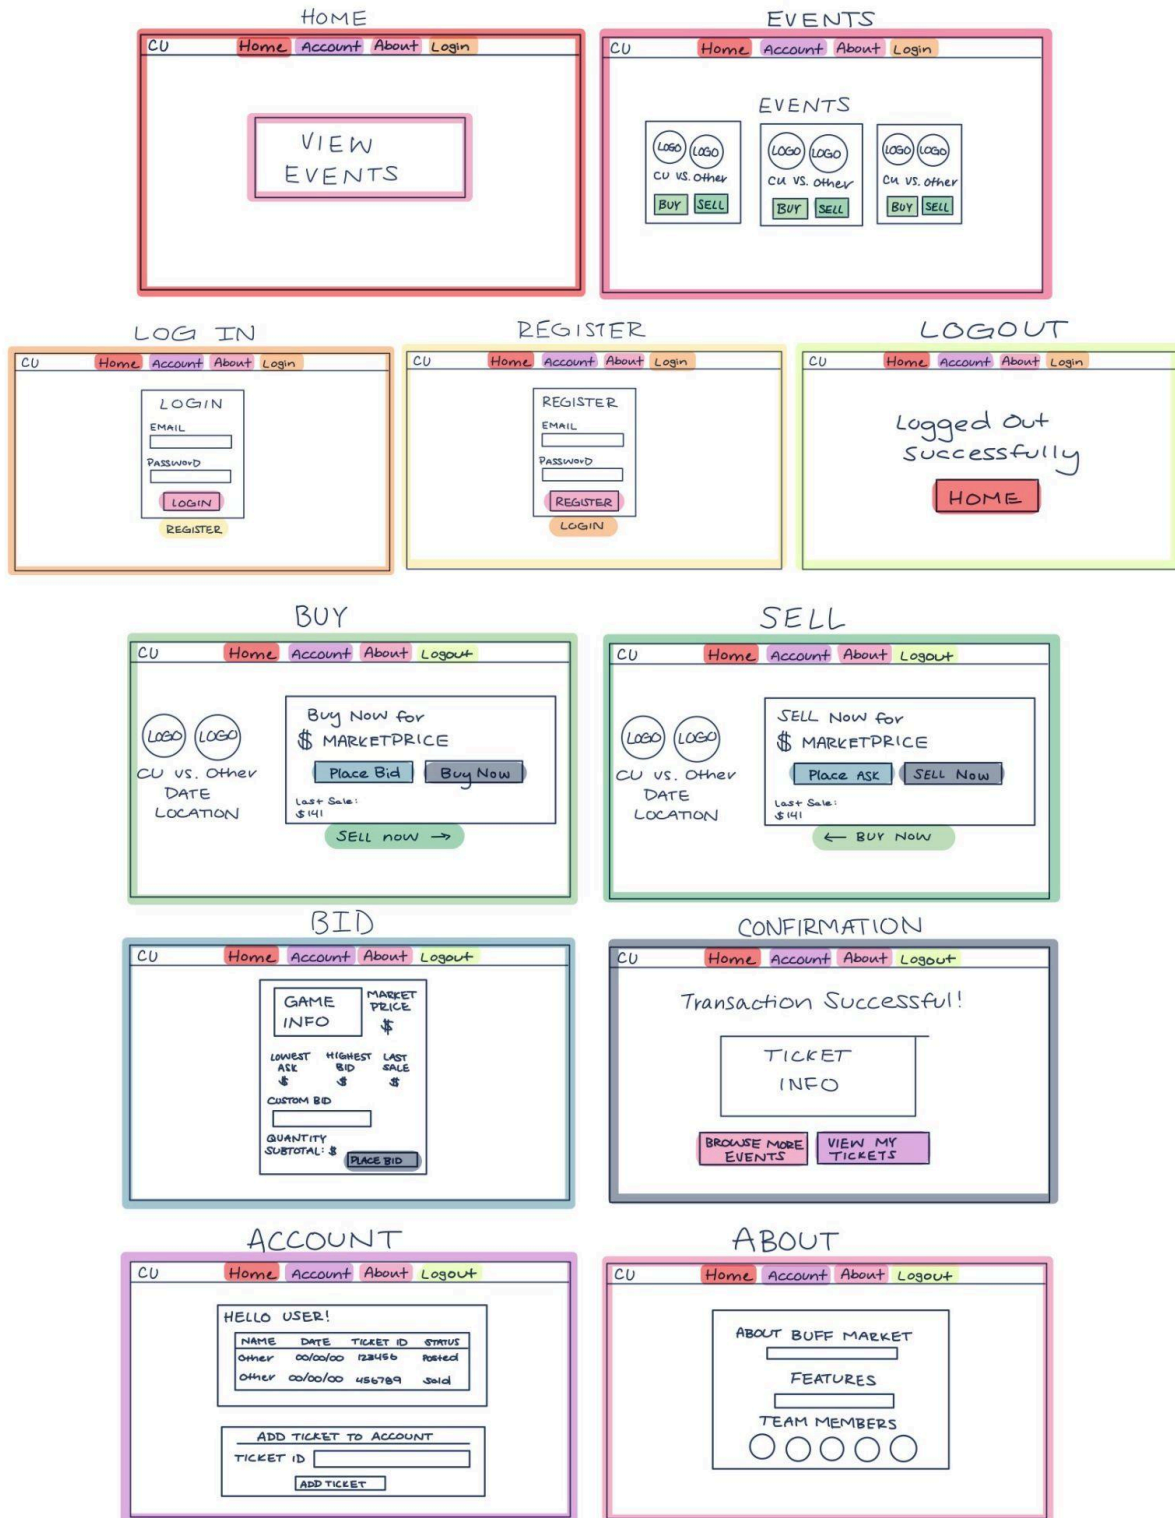 HOME
CU Home Account About Login
VIEW
EVENTS
EVENTS
CU Home Account About Login
EVENTS
LOGO LOGO LOGO LOGO LOGO LOGO
CU VS. Other CU VS. Other CU VS. Other
BUY SELL BUY SELL BUY SELL
LOG IN
CU Home Account About Login
LOGIN
EMAIL
PASSWORD
LOGIN
REGISTER
REGISTER
CU Home Account About Login
REGISTER
EMAIL
PASSWORD
REGISTER
LOGIN
LOGOUT
CU Home Account About Login
Logged Out
Successfully
HOME
BUY
CU Home Account About Logout
LOGO LOGO
CU VS. Other
DATE
LOCATION
Buy Now for
$ MARKETPRICE
Place Bid Buy Now
Last Sale:
$141
SELL now →
SELL
CU Home Account About Logout
LOGO LOGO
CU VS. Other
DATE
LOCATION
SELL Now for
$ MARKETPRICE
Place ASK SELL Now
Last Sale:
$141
← BUY NOW
BID
CU Home Account About Logout
GAME
INFO
MARKET
PRICE
$
LOWEST HIGHEST LAST
ASK BID SALE
$ $ $
CUSTOM BID
QUANTITY
SUBTOTAL: $
PLACE BID
CONFIRMATION
CU Home Account About Logout
Transaction Successful!
TICKET
INFO
BROWSE MORE
EVENTS
VIEW MY
TICKETS
ACCOUNT
CU Home Account About Logout
HELLO USER!
NAME DATE TICKET ID STATUS
Other 00/00/00 123456 Posted
Other 00/00/00 456789 Sold
ADD TICKET TO ACCOUNT
TICKET ID
ADD TICKET
ABOUT
CU Home Account About Logout
ABOUT BUFF MARKET
FEATURES
TEAM MEMBERS